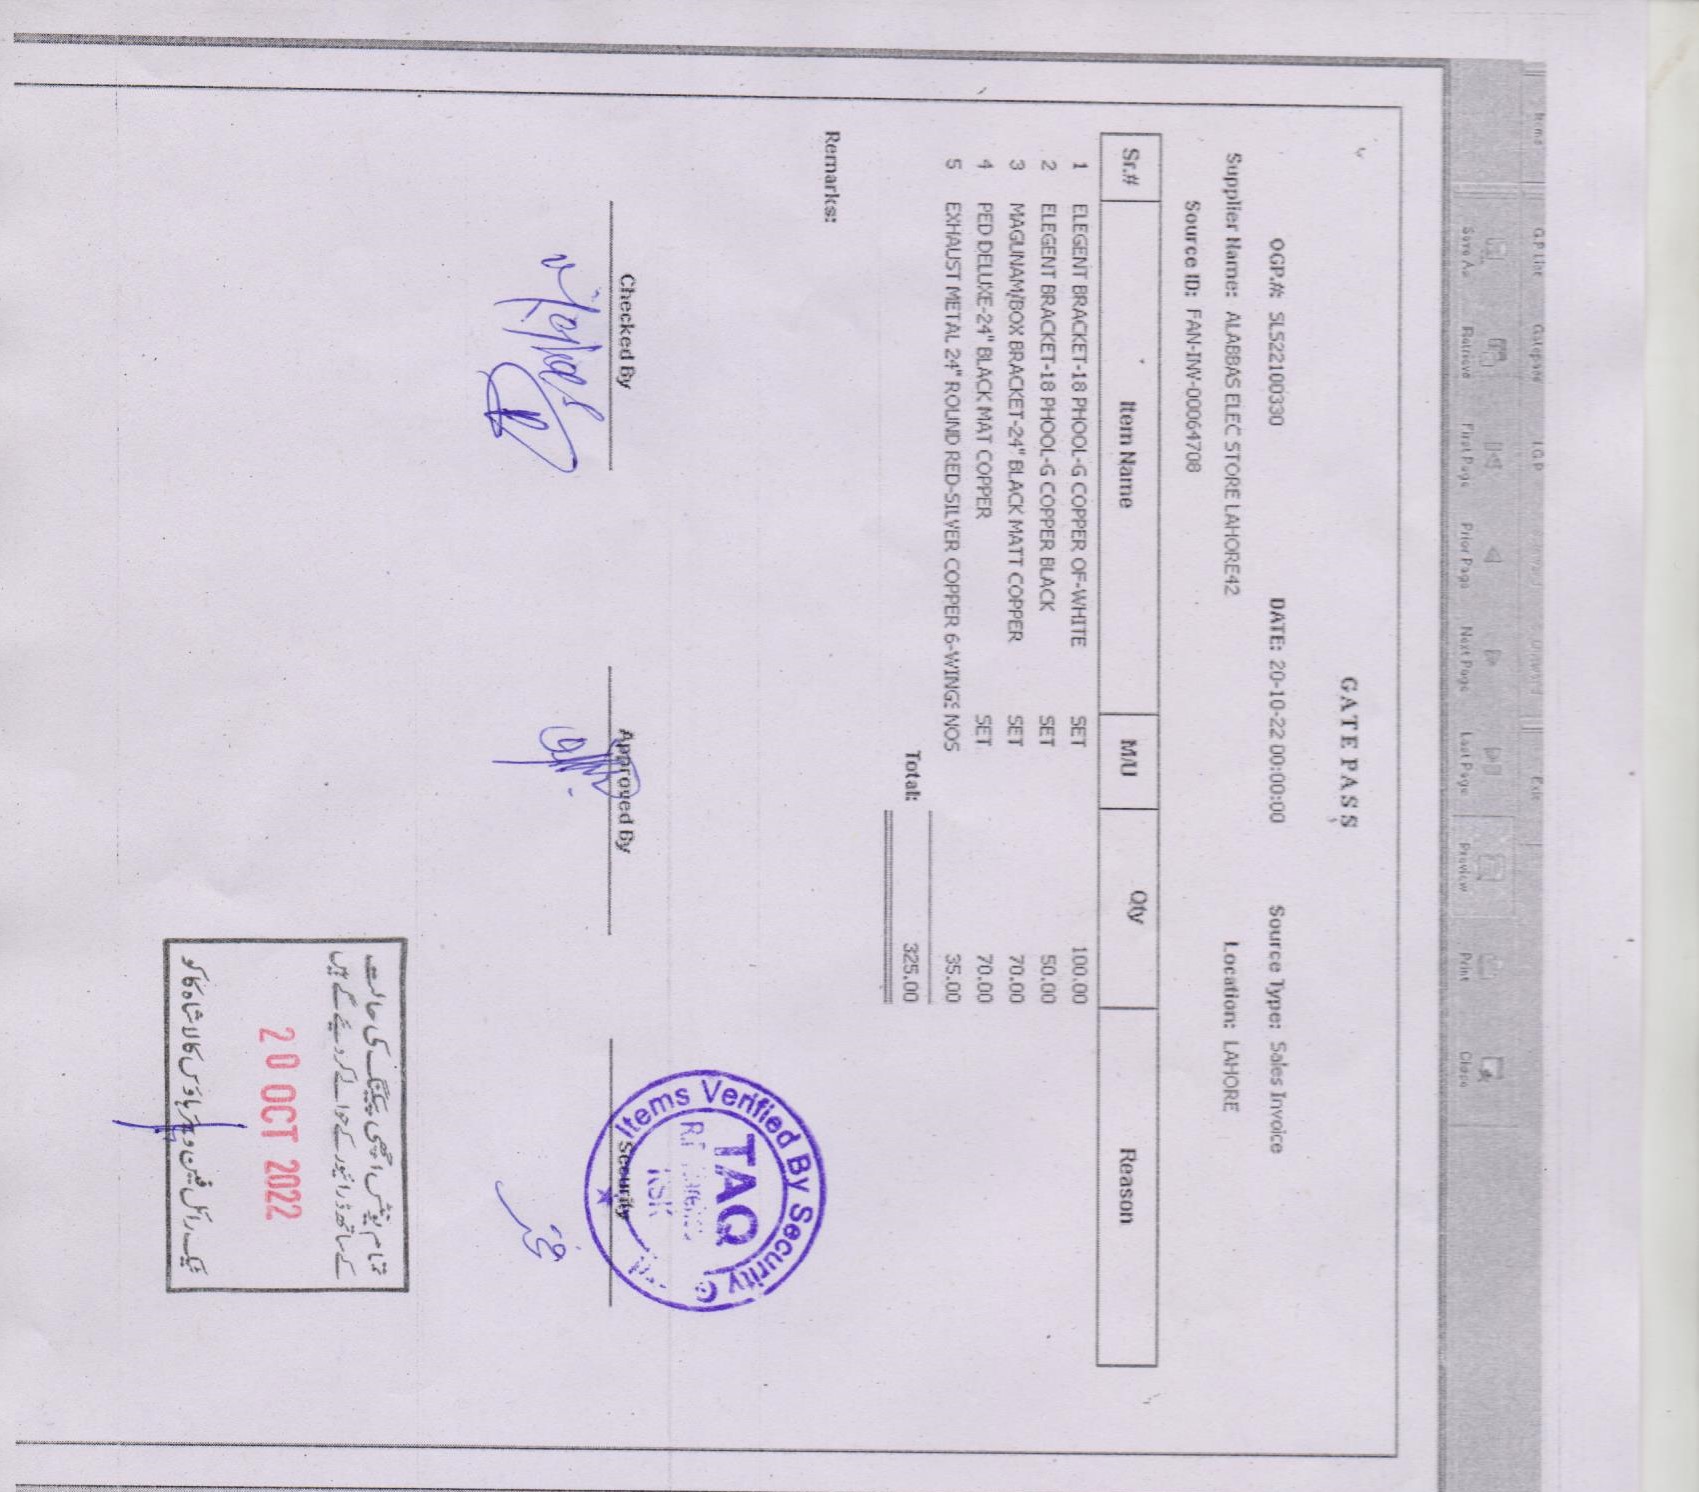 Items G.P List Gatepass I.G.P Inward Outward Exit
Save As Retrieve First Page Prior Page Next Page Last Page Preview Print Close
GATE PASS
OGP.#: SLS22100330 DATE: 20-10-22 00:00:00 Source Type: Sales Invoice
Supplier Name: ALABBAS ELEC STORE LAHORE42 Location: LAHORE
Source ID: FAN-INV-00064708
Sr.# Item Name M/U Qty Reason
1 ELEGENT BRACKET-18 PHOOL-G COPPER OF-WHITE SET 100.00
2 ELEGENT BRACKET-18 PHOOL-G COPPER BLACK SET 50.00
3 MAGUNAM/BOX BRACKET-24" BLACK MATT COPPER SET 70.00
4 PED DELUXE-24" BLACK MAT COPPER SET 70.00
5 EXHAUST METAL 24" ROUND RED-SILVER COPPER 6-WINGS NOS 35.00
Total: 325.00
Remarks:
Items Verified By Security
TAQ
RSK
Checked By Approved By Security
فخر
تمام یونٹس اچھی پیکنگ کی حالت
کے ساتھ ڈرائیور کے حوالے کر دیئے گے ہیں
20 OCT 2022
ٹیک رائل فین ویئر ہاؤس کالا شاہ کاکو